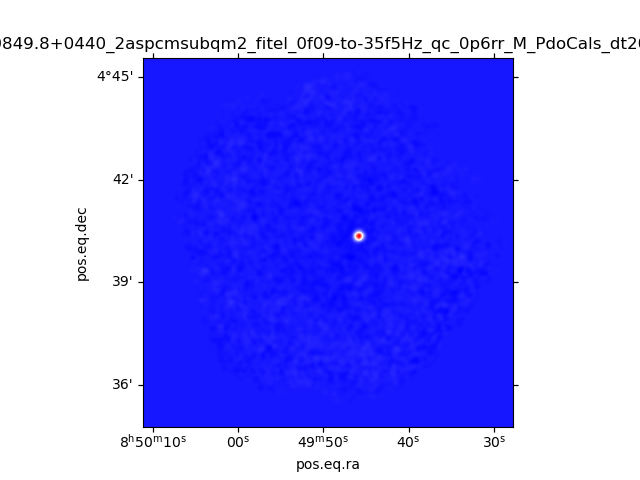 0849.8+0440_2aspcmsubqm2_fitel_0f09-to-35f5Hz_qc_0p6rr_M_PdoCals_dt20
4°45'
42'
39'
36'
pos.eq.dec
8ʰ50ᵐ10ˢ 00ˢ 49ᵐ50ˢ 40ˢ 30ˢ
pos.eq.ra